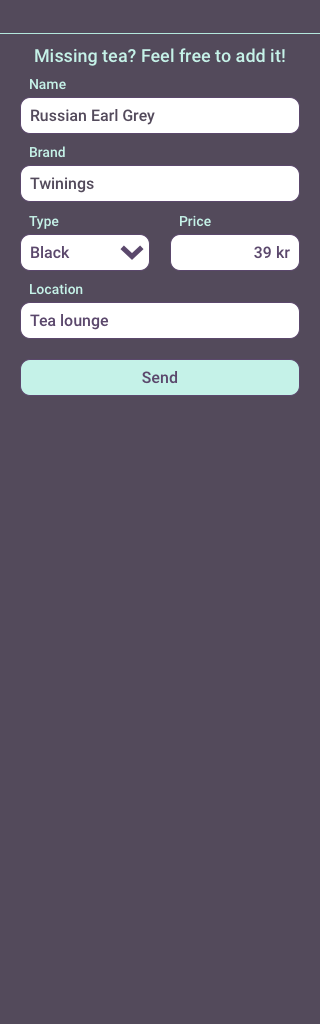 Missing tea? Feel free to add it!
Name
Russian Earl Grey
Brand
Twinings
Type Price
Black 39 kr
Location
Tea lounge
Send